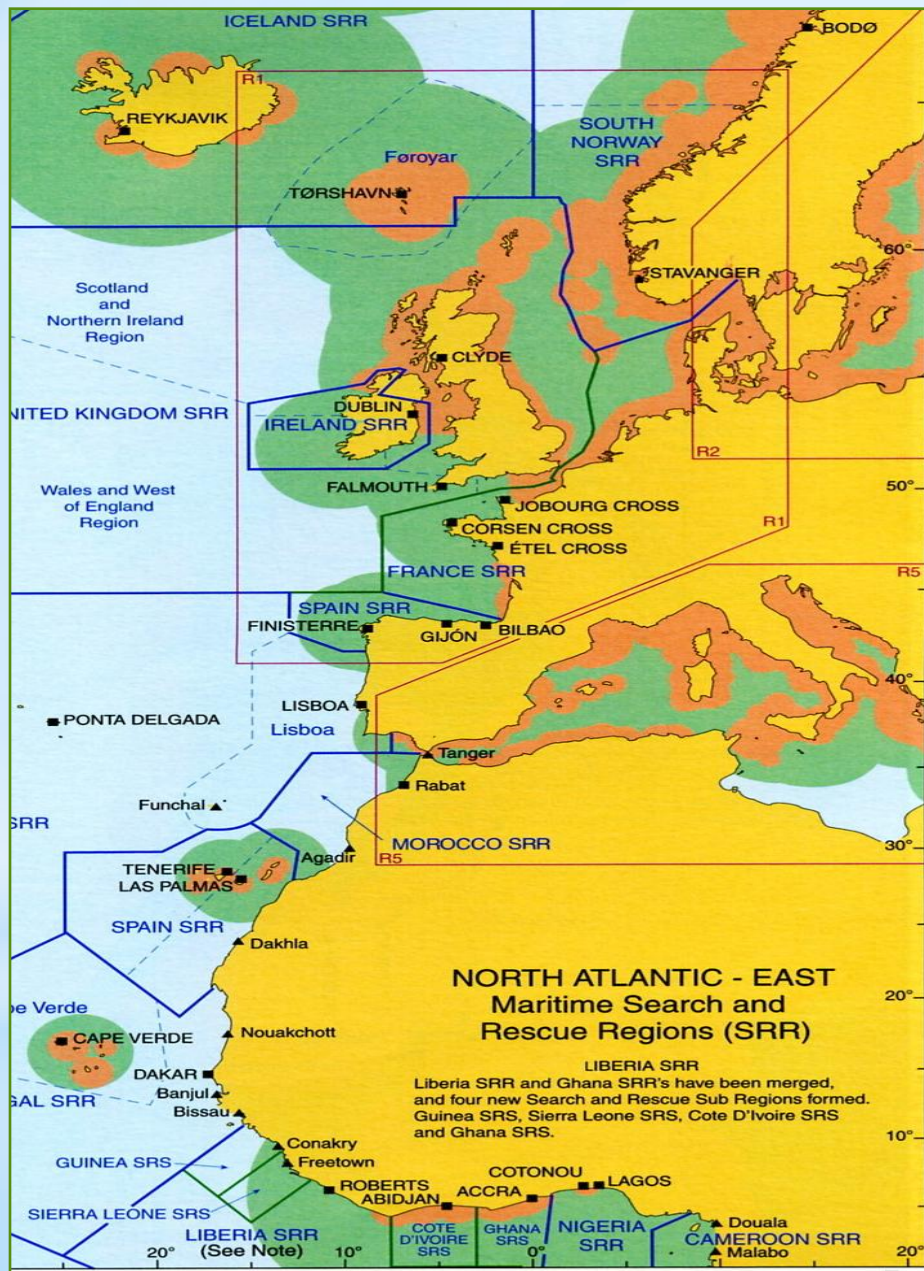 ICELAND SRR
BODØ
R1
REYKJAVIK
SOUTH
NORWAY
SRR
Føroyar
TØRSHAVN
60°
STAVANGER
Scotland
and
Northern Ireland
Region
CLYDE
NITED KINGDOM SRR
DUBLIN
IRELAND SRR
R2
Wales and West
of England
Region
FALMOUTH
50°
JOBOURG CROSS
R1
CORSEN CROSS
ÉTEL CROSS
FRANCE SRR
R5
SPAIN SRR
FINISTERRE
GIJÓN
BILBAO
40°
LISBOA
PONTA DELGADA
Lisboa
Tanger
Rabat
Funchal
SRR
MOROCCO SRR
Agadir
R5
30°
TENERIFE
LAS PALMAS
SPAIN SRR
Dakhla
NORTH ATLANTIC - EAST
Maritime Search and
Rescue Regions (SRR)
20°
pe Verde
Nouakchott
CAPE VERDE
LIBERIA SRR
Liberia SRR and Ghana SRR's have been merged,
and four new Search and Rescue Sub Regions formed.
Guinea SRS, Sierra Leone SRS, Cote D'Ivoire SRS
and Ghana SRS.
DAKAR
Banjul
GAL SRR
Bissau
10°
Conakry
GUINEA SRS
Freetown
COTONOU
ROBERTS
LAGOS
ABIDJAN
ACCRA
SIERRA LEONE SRS
LIBERIA SRR
(See Note)
COTE
D'IVOIRE
SRS
GHANA
SRS
NIGERIA
SRR
Douala
CAMEROON SRR
Malabo
20°
10°
0°
20°